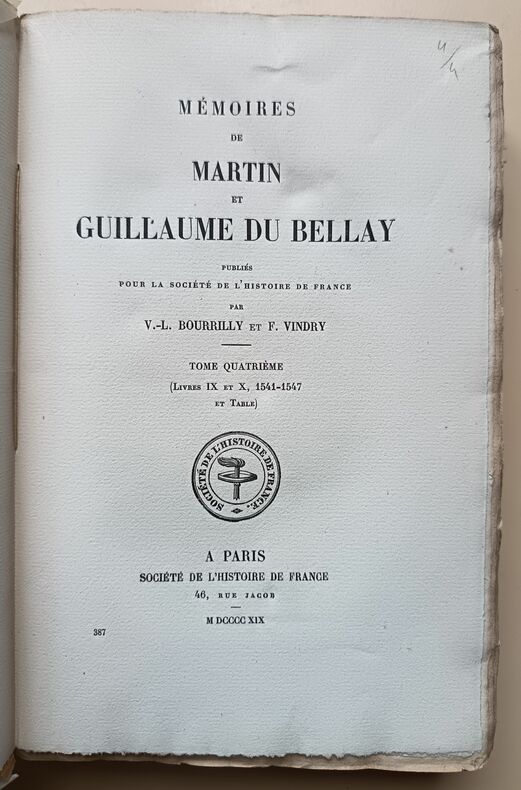 4/4
MÉMOIRES
DE
MARTIN
ET
GUILLAUME DU BELLAY
PUBLIÉS
POUR LA SOCIÉTÉ DE L'HISTOIRE DE FRANCE
PAR
V.-L. BOURRILLY ET F. VINDRY
TOME QUATRIÈME
(LIVRES IX ET X, 1541-1547
ET TABLE)
SOCIÉTÉ DE L'HISTOIRE DE FRANCE.
A PARIS
SOCIÉTÉ DE L'HISTOIRE DE FRANCE
46, RUE JACOB
M DCCCC XIX
387